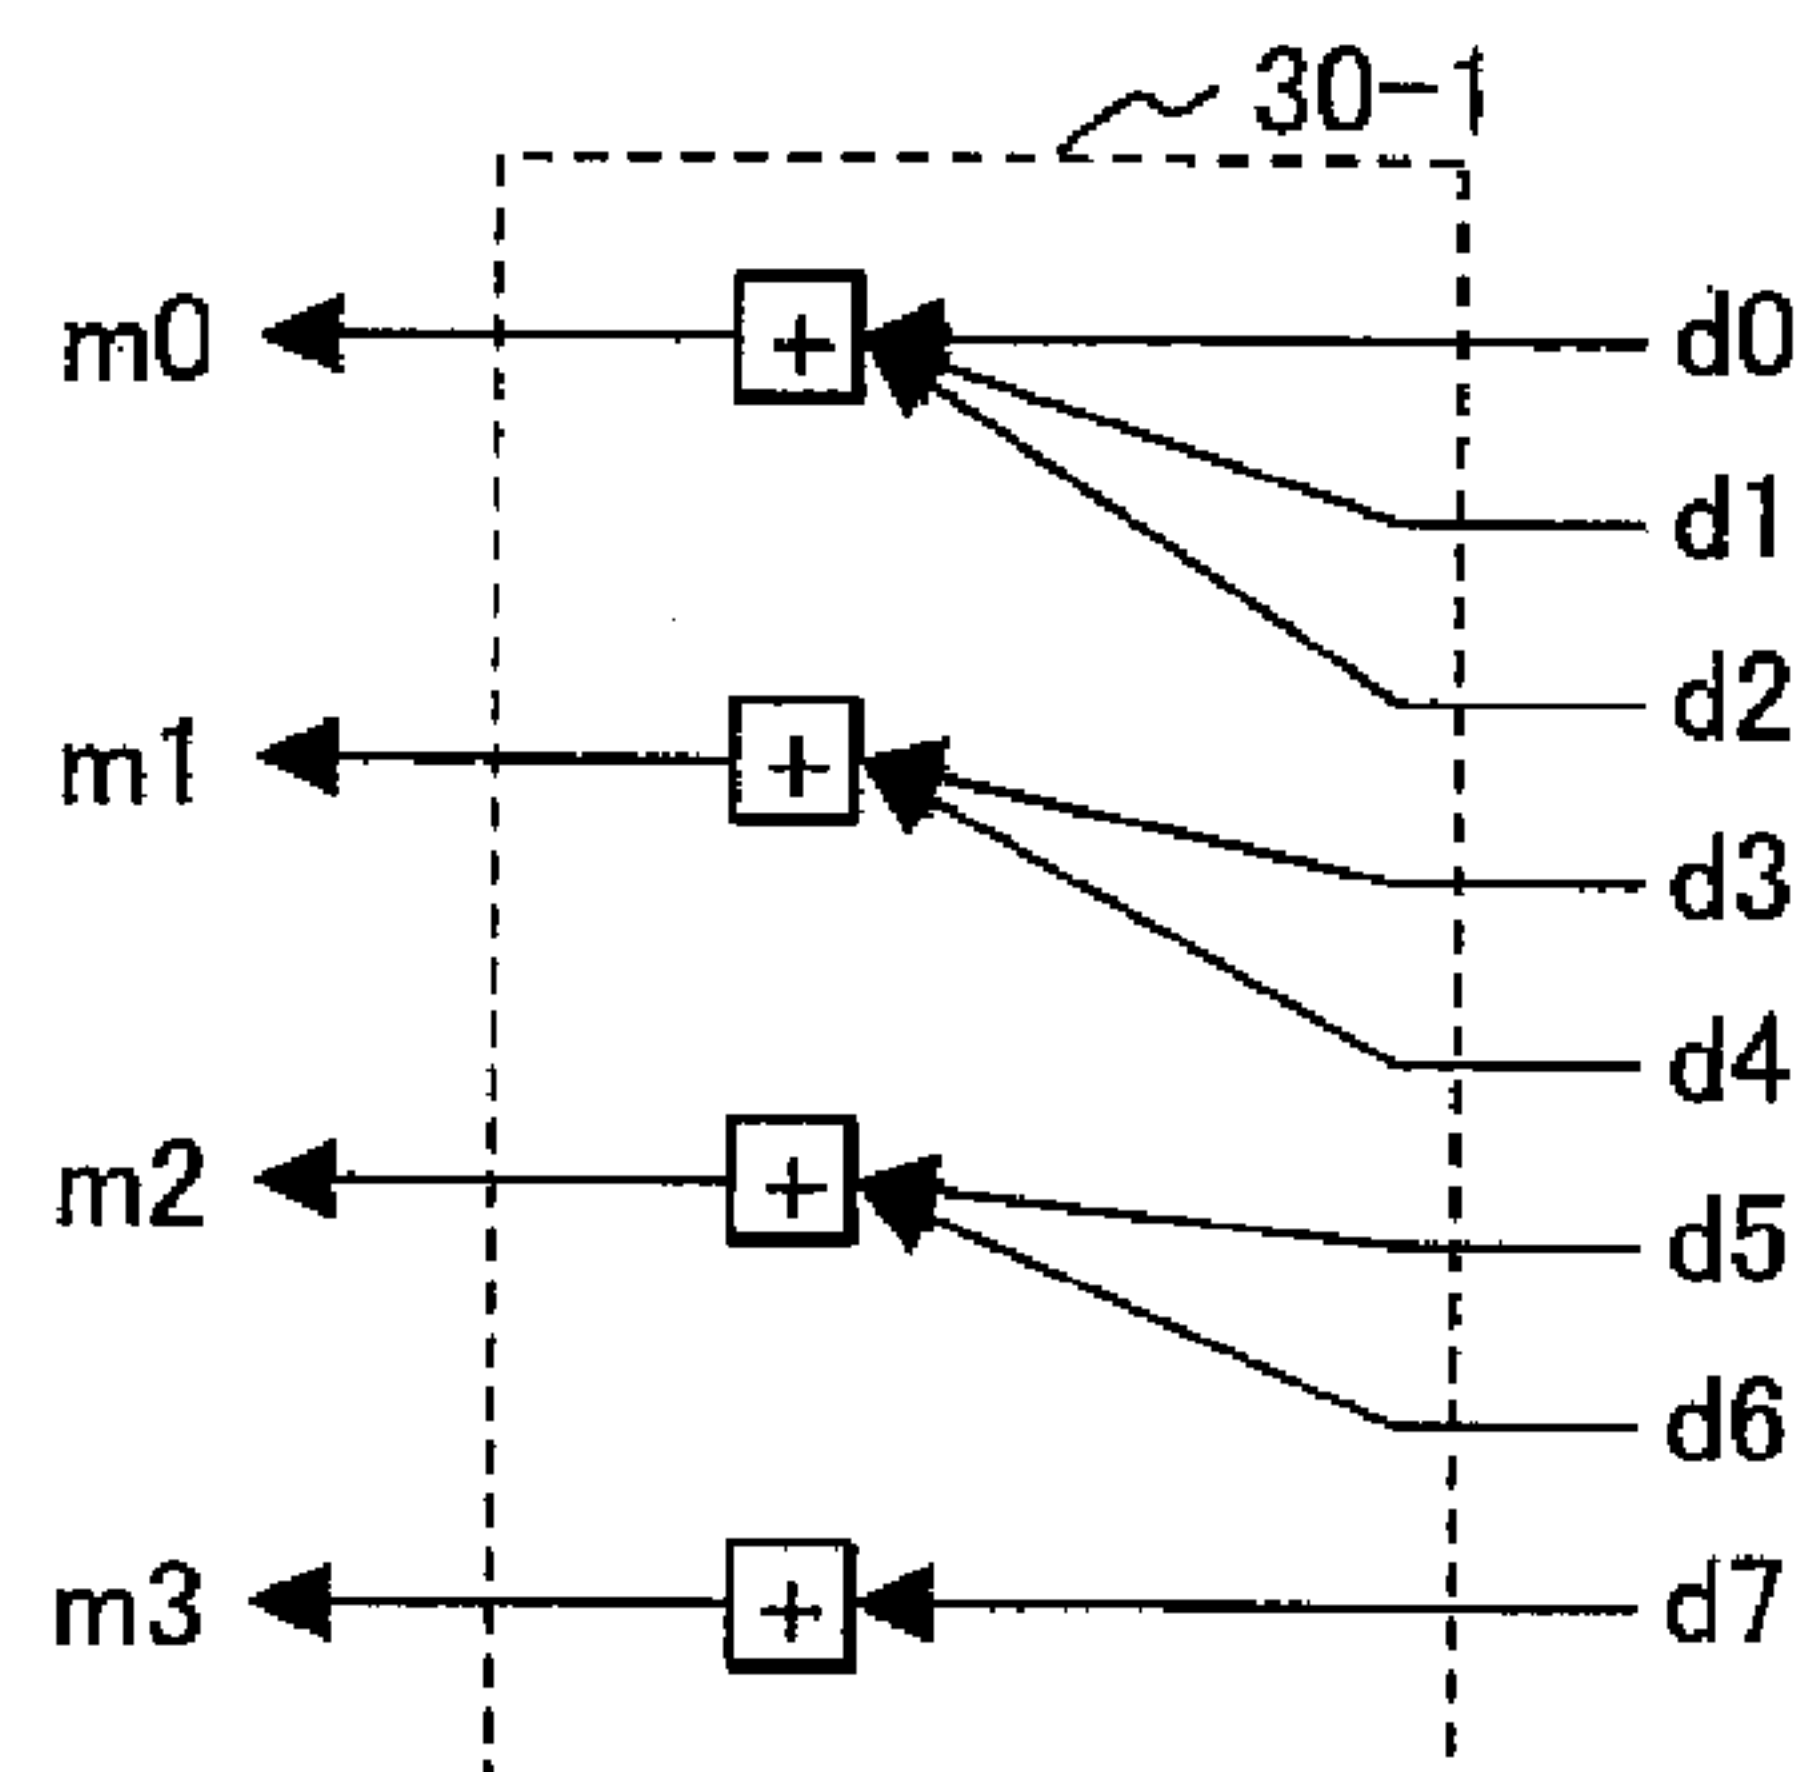 30-1
m0 + d0
d1
d2
m1 + d3
d4
m2 + d5
d6
m3 + d7